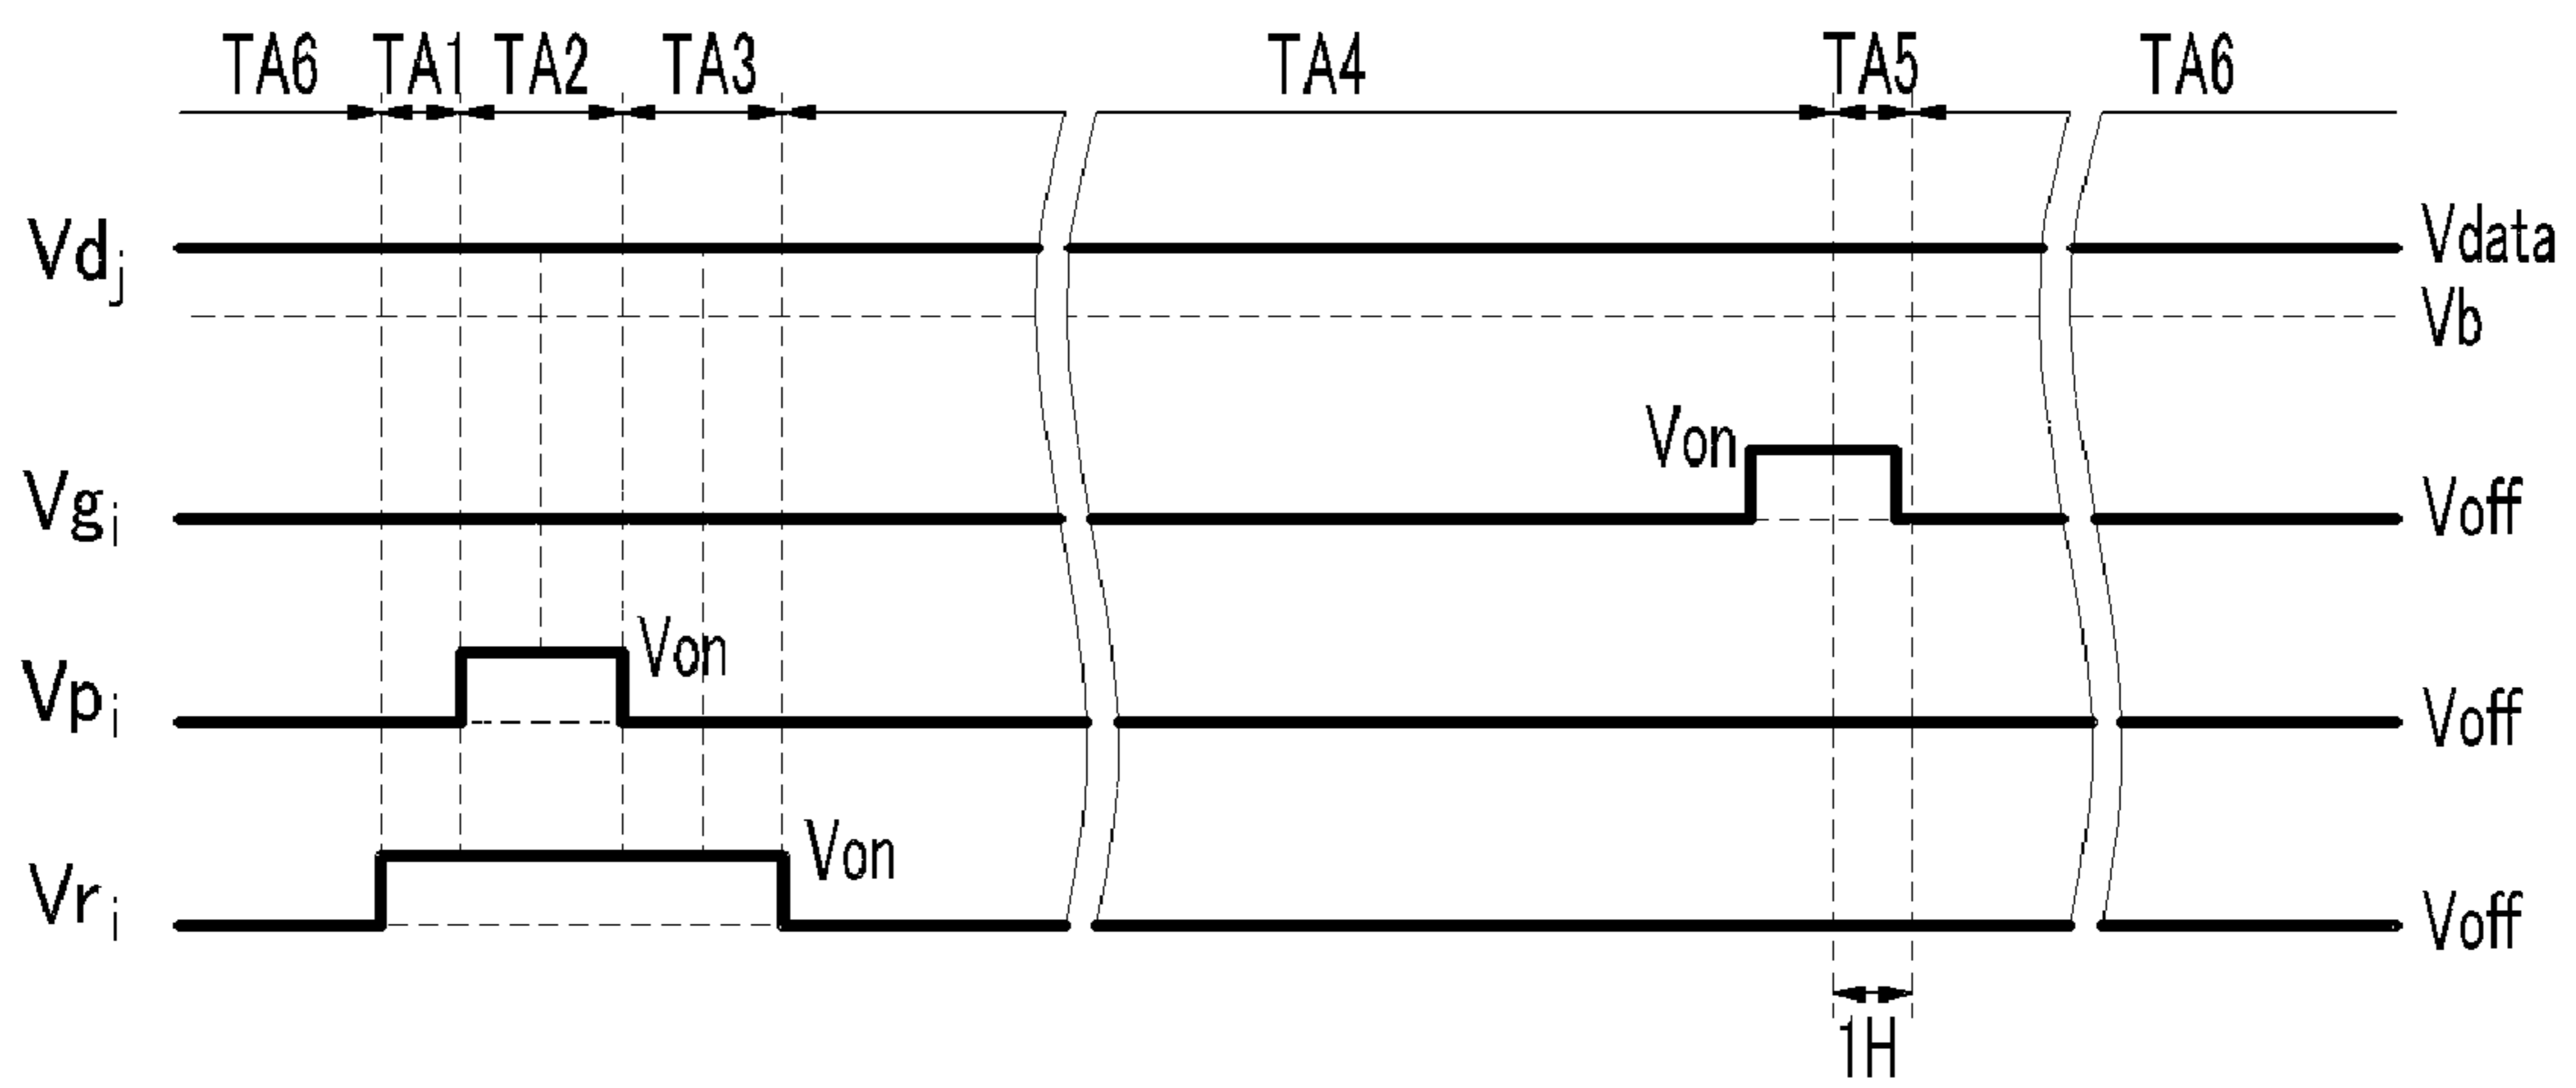 TA6 TA1 TA2 TA3 TA4 TA5 TA6
Vdj Vdata
Vb
Von
Vgi Voff
Von
Vpi Voff
Von
Vri Voff
1H